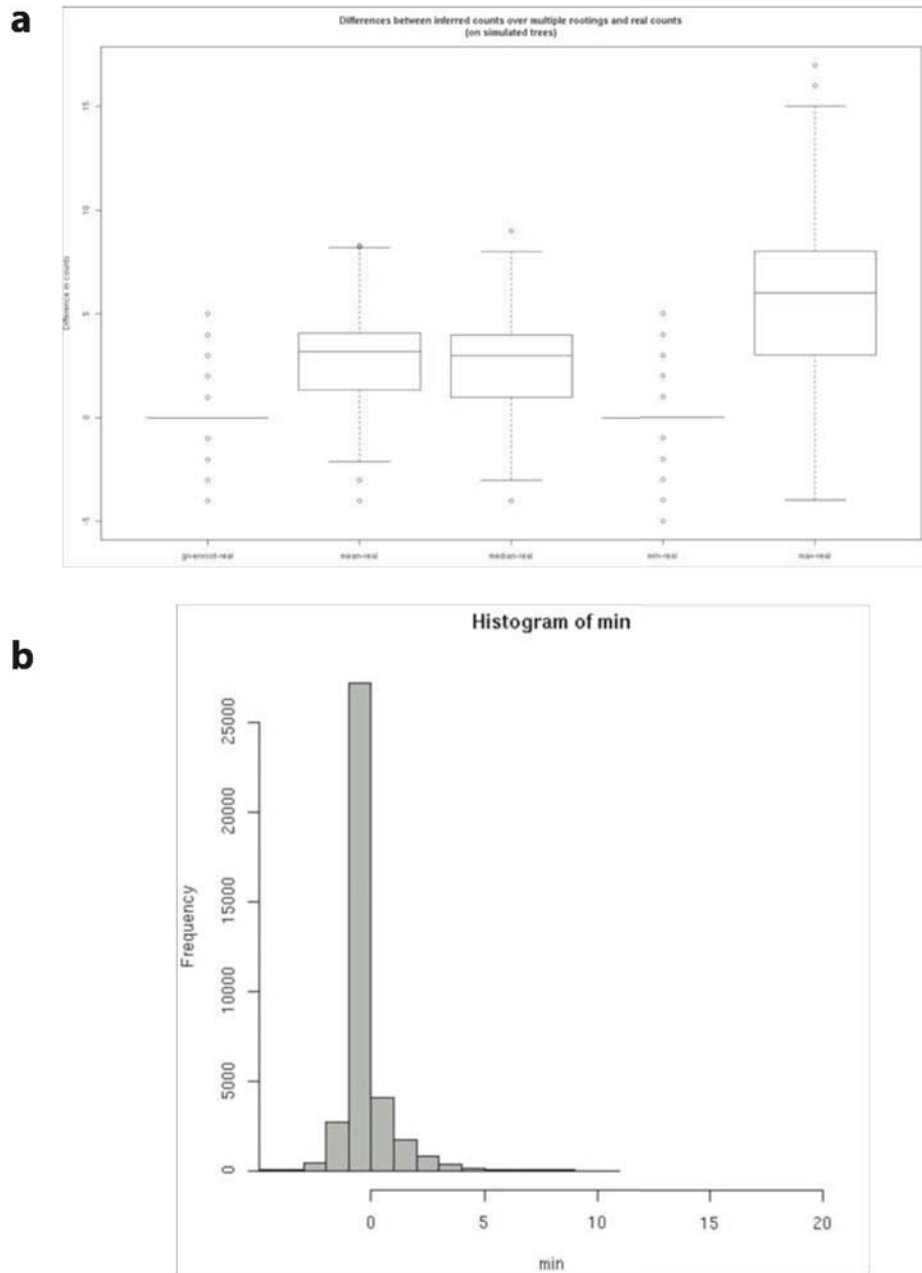 a
Differences between inferred counts over multiple rootings and real counts
(on simulated trees)
Difference in counts
15
10
5
0
-5
givenroot-real
mean-real
median-real
min-real
max-real
b
Histogram of min
Frequency
25000
20000
15000
10000
5000
0
0
5
10
15
20
min